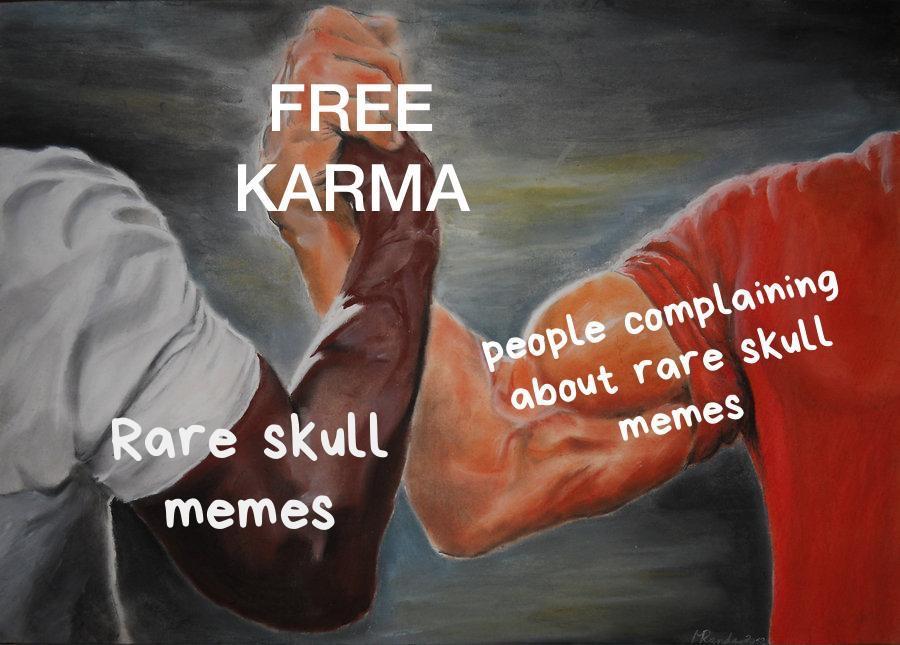 FREE
KARMA
people complaining
about rare skull
memes
Rare skull
memes